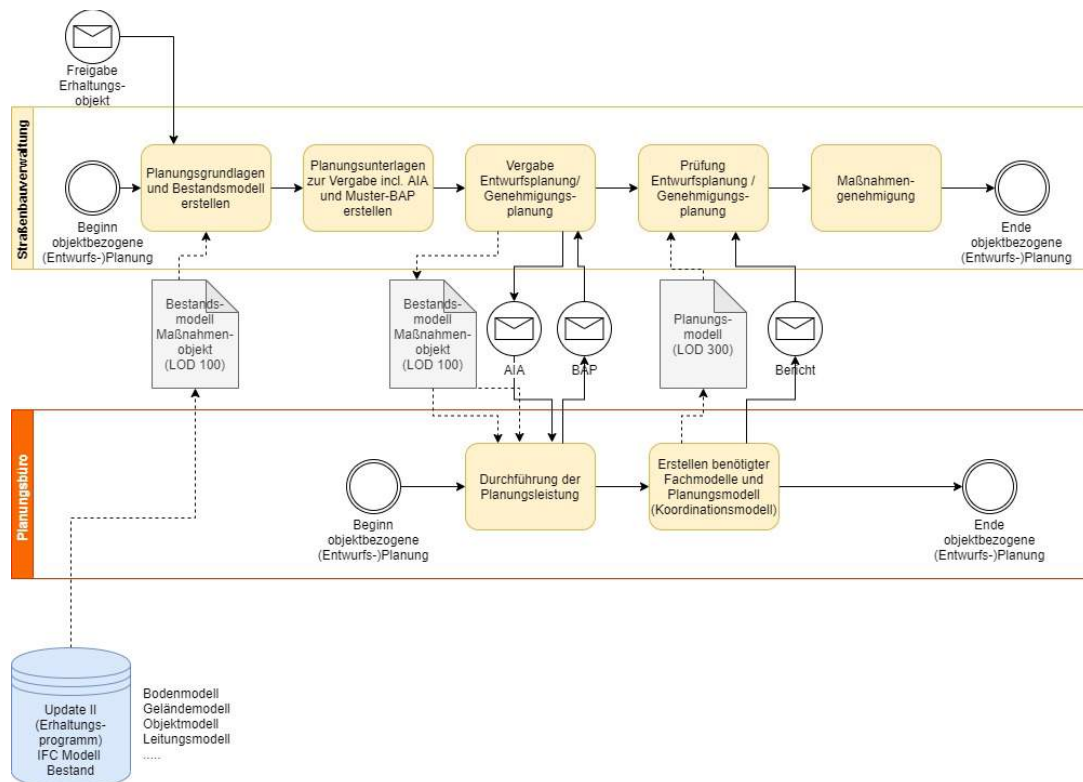 Freigabe
Erhaltungs-
objekt
Straßenbauverwaltung
Beginn
objektbezogene
(Entwurfs-)Planung
Planungsgrundlagen
und Bestandsmodell
erstellen
Planungsunterlagen
zur Vergabe incl. AIA
und Muster-BAP
erstellen
Vergabe
Entwurfsplanung/
Genehmigungs-
planung
Prüfung
Entwurfsplanung /
Genehmigungs-
planung
Maßnahmen-
genehmigung
Ende
objektbezogene
(Entwurfs-)Planung
Bestands-
modell
Maßnahmen-
objekt
(LOD 100)
Bestands-
modell
Maßnahmen-
objekt
(LOD 100)
AIA
BAP
Planungs-
modell
(LOD 300)
Bericht
Planungsbüro
Beginn
objektbezogene
(Entwurfs-)Planung
Durchführung der
Planungsleistung
Erstellen benötigter
Fachmodelle und
Planungsmodell
(Koordinationsmodell)
Ende
objektbezogene
(Entwurfs-)Planung
Update II
(Erhaltungs-
programm)
IFC Modell
Bestand
Bodenmodell
Geländemodell
Objektmodell
Leitungsmodell
.....